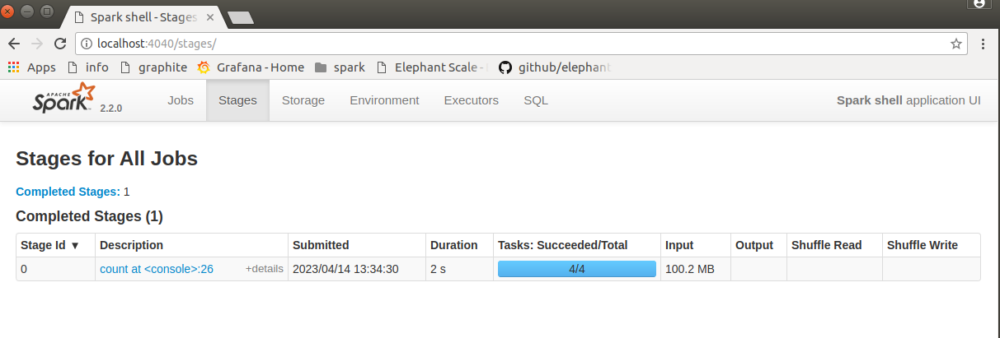 Spark shell - Stages
localhost:4040/stages/
Apps info graphite Grafana - Home spark Elephant Scale - github/elephant
APACHE
Spark™ 2.2.0 Jobs Stages Storage Environment Executors SQL Spark shell application UI
Stages for All Jobs
Completed Stages: 1
Completed Stages (1)
Stage Id ▼ Description Submitted Duration Tasks: Succeeded/Total Input Output Shuffle Read Shuffle Write
0 count at <console>:26 +details 2023/04/14 13:34:30 2 s 4/4 100.2 MB